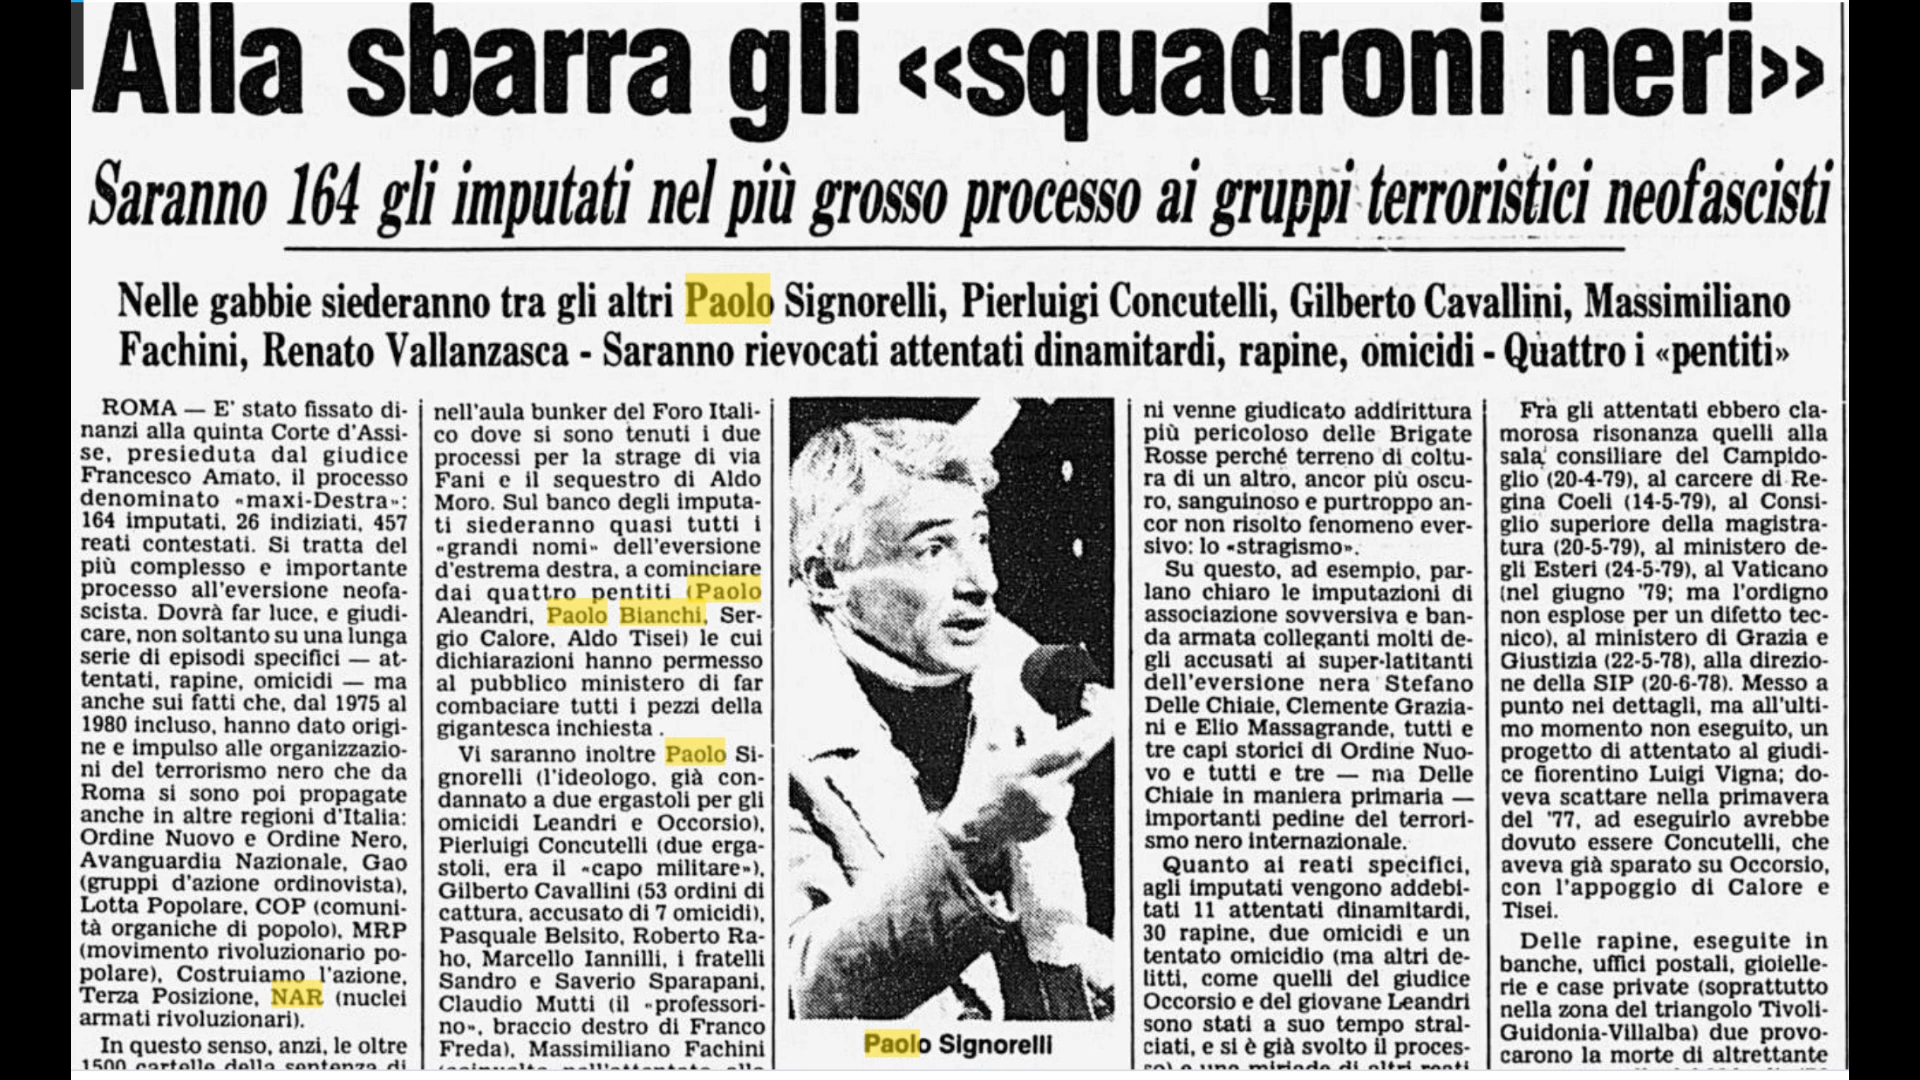 Alla sbarra gli «squadroni neri»
Saranno 164 gli imputati nel più grosso processo ai gruppi terroristici neofascisti
Nelle gabbie siederanno tra gli altri Paolo Signorelli, Pierluigi Concutelli, Gilberto Cavallini, Massimiliano
Fachini, Renato Vallanzasca - Saranno rievocati attentati dinamitardi, rapine, omicidi - Quattro i «pentiti»
ROMA — E' stato fissato di-
nanzi alla quinta Corte d'Assi-
se, presieduta dal giudice
Francesco Amato, il processo
denominato «maxi-Destra»:
164 imputati, 26 indiziati, 457
reati contestati. Si tratta del
più complesso e importante
processo all'eversione neofa-
scista. Dovrà far luce, e giudi-
care, non soltanto su una lunga
serie di episodi specifici — at-
tentati, rapine, omicidi — ma
anche sui fatti che, dal 1975 al
1980 incluso, hanno dato origi-
ne e impulso alle organizzazio-
ni del terrorismo nero che da
Roma si sono poi propagate
anche in altre regioni d'Italia:
Ordine Nuovo e Ordine Nero,
Avanguardia Nazionale, Gao
(gruppi d'azione ordinovista),
Lotta Popolare, COP (comuni-
tà organiche di popolo), MRP
(movimento rivoluzionario po-
polare), Costruiamo l'azione,
Terza Posizione, NAR (nuclei
armati rivoluzionari).
In questo senso, anzi, le oltre
1500 cartelle della sentenza di
nell'aula bunker del Foro Itali-
co dove si sono tenuti i due
processi per la strage di via
Fani e il sequestro di Aldo
Moro. Sul banco degli imputa-
ti siederanno quasi tutti i
«grandi nomi» dell'eversione
d'estrema destra, a cominciare
dai quattro pentiti (Paolo
Aleandri, Paolo Bianchi, Ser-
gio Calore, Aldo Tisei) le cui
dichiarazioni hanno permesso
al pubblico ministero di far
combaciare tutti i pezzi della
gigantesca inchiesta .
Vi saranno inoltre Paolo Si-
gnorelli (l'ideologo, già con-
dannato a due ergastoli per gli
omicidi Leandri e Occorsio),
Pierluigi Concutelli (due erga-
stoli, era il «capo militare»),
Gilberto Cavallini (53 ordini di
cattura, accusato di 7 omicidi),
Pasquale Belsito, Roberto Ra-
ho, Marcello Iannilli, i fratelli
Sandro e Saverio Sparapani,
Claudio Mutti (il «professori-
no», braccio destro di Franco
Freda), Massimiliano Fachini
Paolo Signorelli
ni venne giudicato addirittura
più pericoloso delle Brigate
Rosse perché terreno di coltu-
ra di un altro, ancor più oscu-
ro, sanguinoso e purtroppo an-
cor non risolto fenomeno ever-
sivo: lo «stragismo».
Su questo, ad esempio, par-
lano chiaro le imputazioni di
associazione sovversiva e ban-
da armata colleganti molti de-
gli accusati ai super-latitanti
dell'eversione nera Stefano
Delle Chiaie, Clemente Grazia-
ni e Elio Massagrande, tutti e
tre capi storici di Ordine Nuo-
vo e tutti e tre — ma Delle
Chiaie in maniera primaria —
importanti pedine del terrori-
smo nero internazionale.
Quanto ai reati specifici,
agli imputati vengono addebi-
tati 11 attentati dinamitardi,
30 rapine, due omicidi e un
tentato omicidio (ma altri de-
litti, come quelli del giudice
Occorsio e del giovane Leandri
sono stati a suo tempo stral-
ciati, e si è già svolto il proces-
so) e una miriade di altri reati
Fra gli attentati ebbero cla-
morosa risonanza quelli alla
sala consiliare del Campido-
glio (20-4-79), al carcere di Re-
gina Coeli (14-5-79), al Consi-
glio superiore della magistra-
tura (20-5-79), al ministero de-
gli Esteri (24-5-79), al Vaticano
(nel giugno '79; ma l'ordigno
non esplose per un difetto tec-
nico), al ministero di Grazia e
Giustizia (22-5-78), alla direzio-
ne della SIP (20-6-78). Messo a
punto nei dettagli, ma all'ulti-
mo momento non eseguito, un
progetto di attentato al giudi-
ce fiorentino Luigi Vigna; do-
veva scattare nella primavera
del '77, ad eseguirlo avrebbe
dovuto essere Concutelli, che
aveva già sparato su Occorsio,
con l'appoggio di Calore e
Tisei.
Delle rapine, eseguite in
banche, uffici postali, gioielle-
rie e case private (soprattutto
nella zona del triangolo Tivoli-
Guidonia-Villalba) due provo-
carono la morte di altrettante